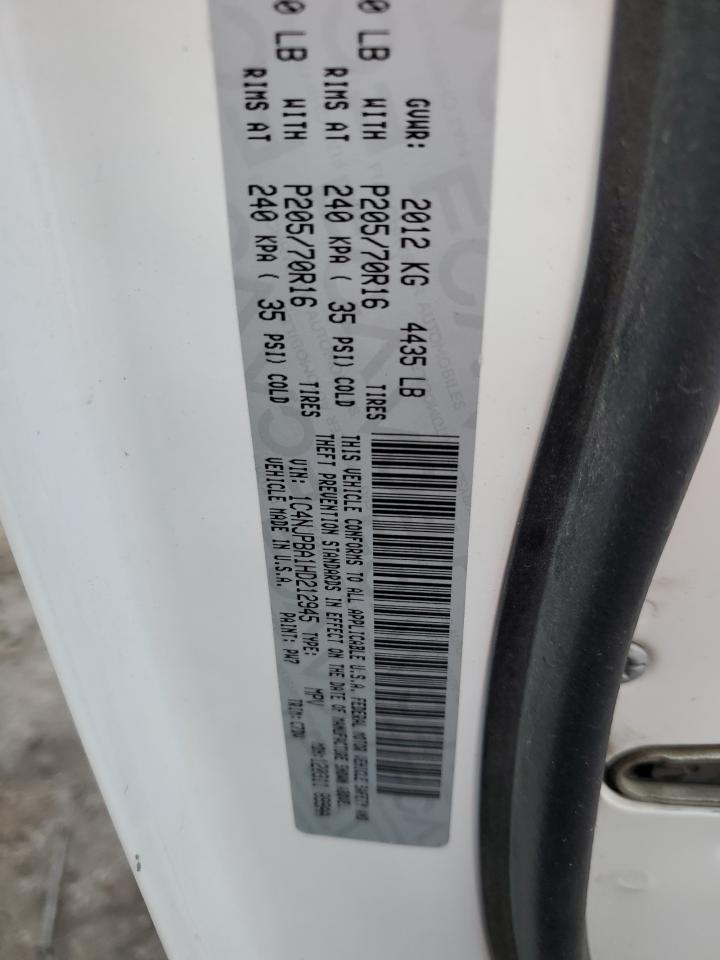 GVWR: 2012 KG 4435 LB
0 LB WITH P205/70R16 TIRES
RIMS AT 240 KPA ( 35 PSI) COLD
0 LB WITH P205/70R16 TIRES
RIMS AT 240 KPA ( 35 PSI) COLD
THIS VEHICLE CONFORMS TO ALL APPLICABLE U.S.A. FEDERAL MOTOR VEHICLE SAFETY AND
THEFT PREVENTION STANDARDS IN EFFECT ON THE DATE OF MANUFACTURE SHOWN ABOVE.
VIN: 1C4NJPBA1HD212945 TYPE: MPV
VEHICLE MADE IN U.S.A. PAINT: PW7